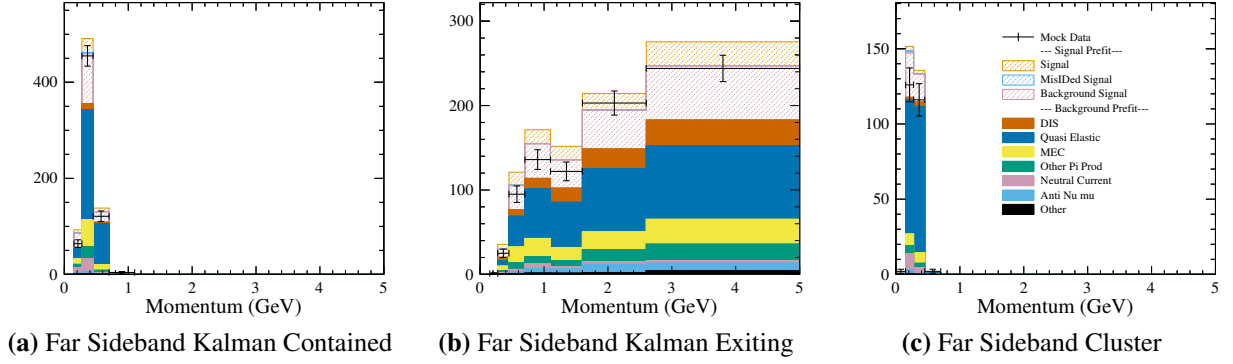 400
200
0
0 1 2 3 4 5
Momentum (GeV)
(a) Far Sideband Kalman Contained
300
200
100
0
0 1 2 3 4 5
Momentum (GeV)
(b) Far Sideband Kalman Exiting
150
100
50
0
Mock Data
--- Signal Prefit---
Signal
MisIDed Signal
Background Signal
--- Background Prefit---
DIS
Quasi Elastic
MEC
Other Pi Prod
Neutral Current
Anti Nu mu
Other
0 1 2 3 4 5
Momentum (GeV)
(c) Far Sideband Cluster